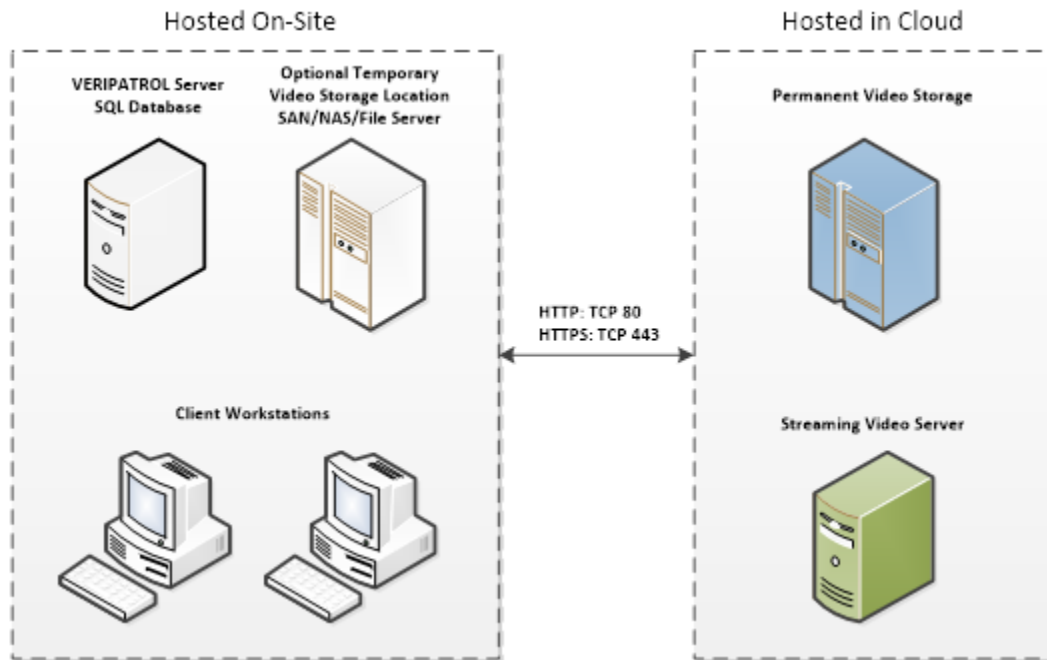 Hosted On-Site
Hosted in Cloud
VERIPATROL Server
SQL Database
Optional Temporary
Video Storage Location
SAN/NAS/File Server
Permanent Video Storage
HTTP: TCP 80
HTTPS: TCP 443
Client Workstations
Streaming Video Server